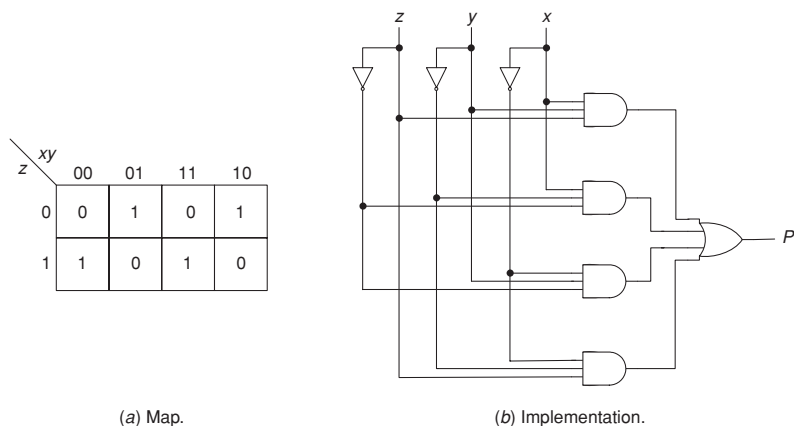 z y x
xy
z 00 01 11 10
0 0 1 0 1
1 1 0 1 0
P
(a) Map. (b) Implementation.